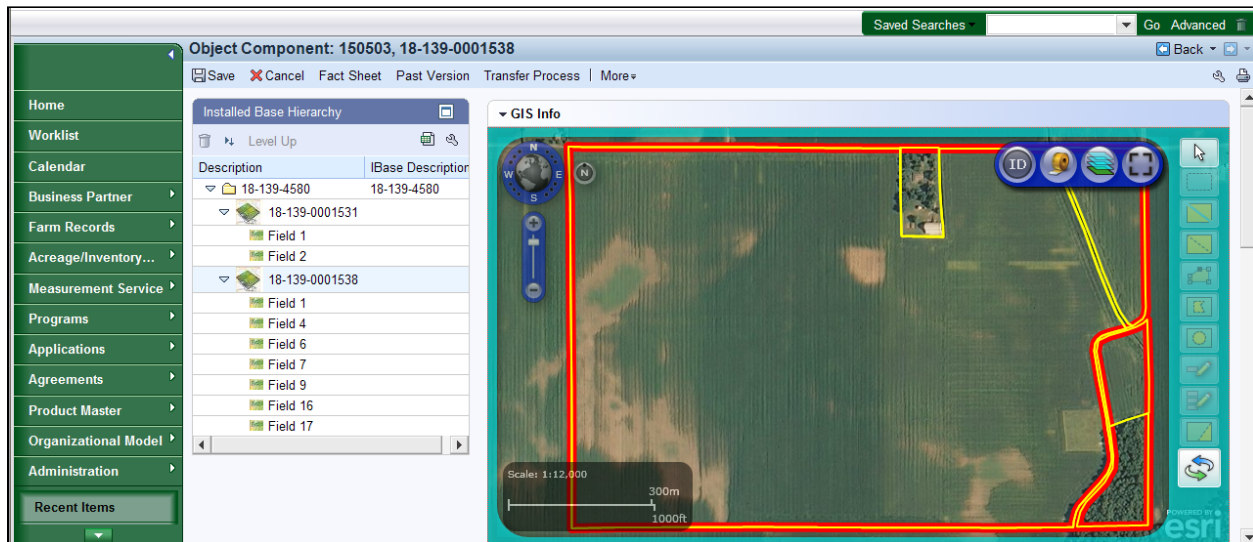 Saved Searches Go Advanced
Object Component: 150503, 18-139-0001538 Back
Save Cancel Fact Sheet Past Version Transfer Process | More
Home
Worklist
Calendar
Business Partner
Farm Records
Acreage/Inventory...
Measurement Service
Programs
Applications
Agreements
Product Master
Organizational Model
Administration
Recent Items
Installed Base Hierarchy
Level Up
Description IBase Description
18-139-4580 18-139-4580
18-139-0001531
Field 1
Field 2
18-139-0001538
Field 1
Field 4
Field 6
Field 7
Field 9
Field 16
Field 17
GIS Info
N
W E
S
N
ID
Scale: 1:12,000
300m
1000ft
POWERED BY
esri